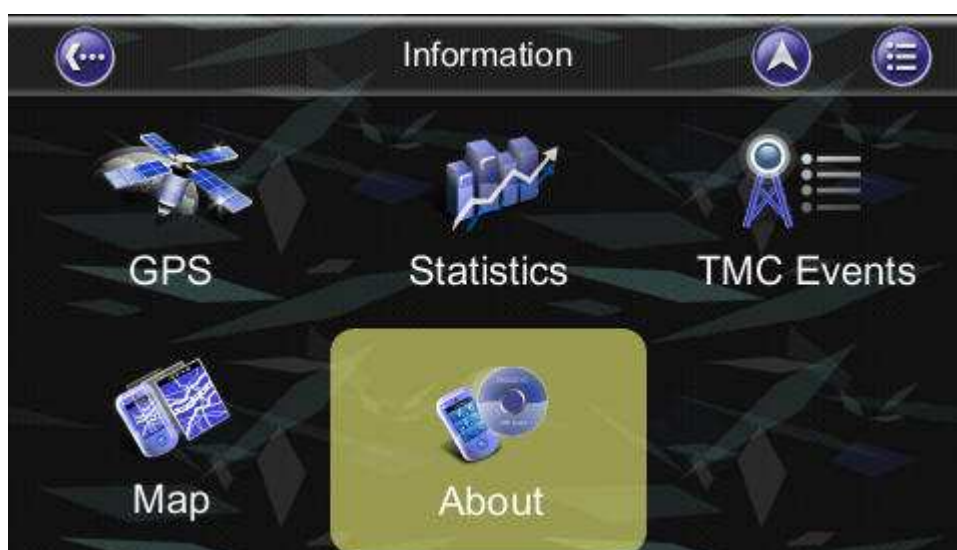 Information
GPS
Statistics
TMC Events
Map
About